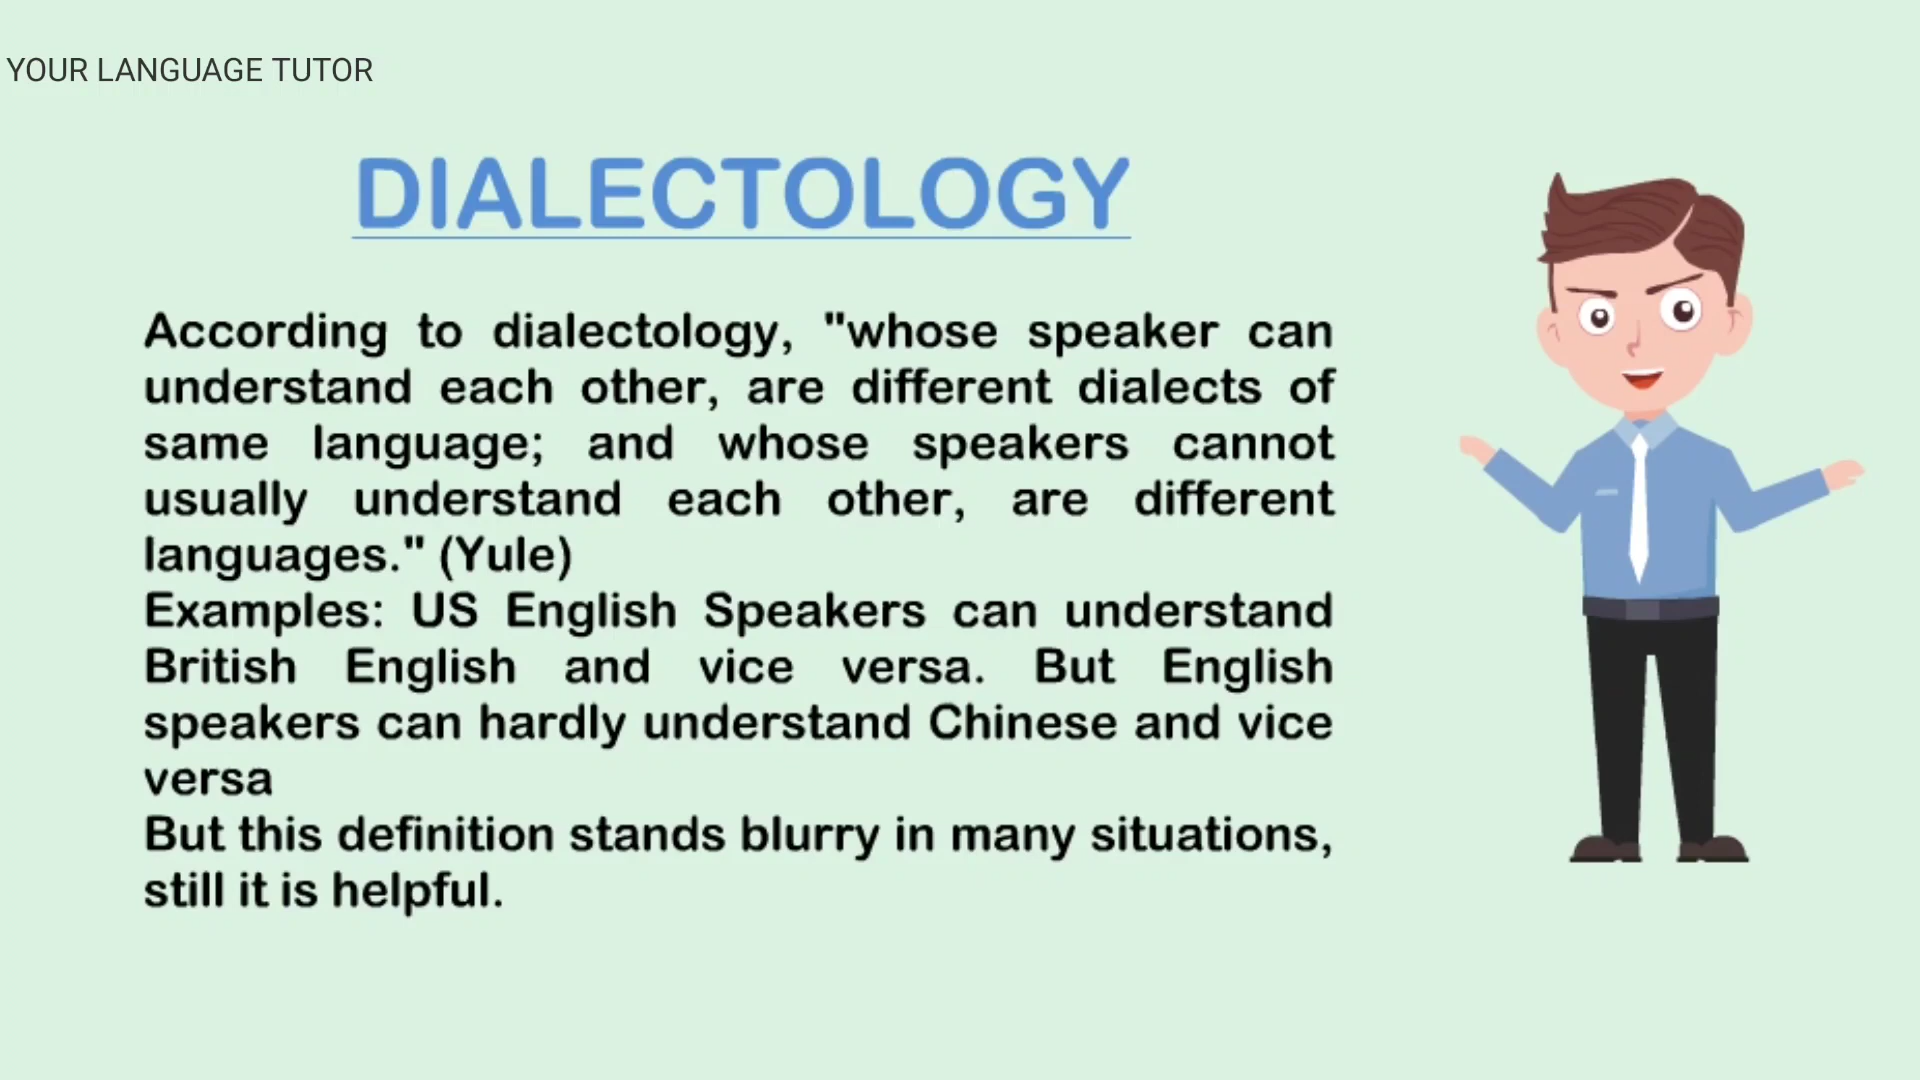 YOUR LANGUAGE TUTOR
DIALECTOLOGY
According to dialectology, "whose speaker can
understand each other, are different dialects of
same language; and whose speakers cannot
usually understand each other, are different
languages." (Yule)
Examples: US English Speakers can understand
British English and vice versa. But English
speakers can hardly understand Chinese and vice
versa
But this definition stands blurry in many situations,
still it is helpful.